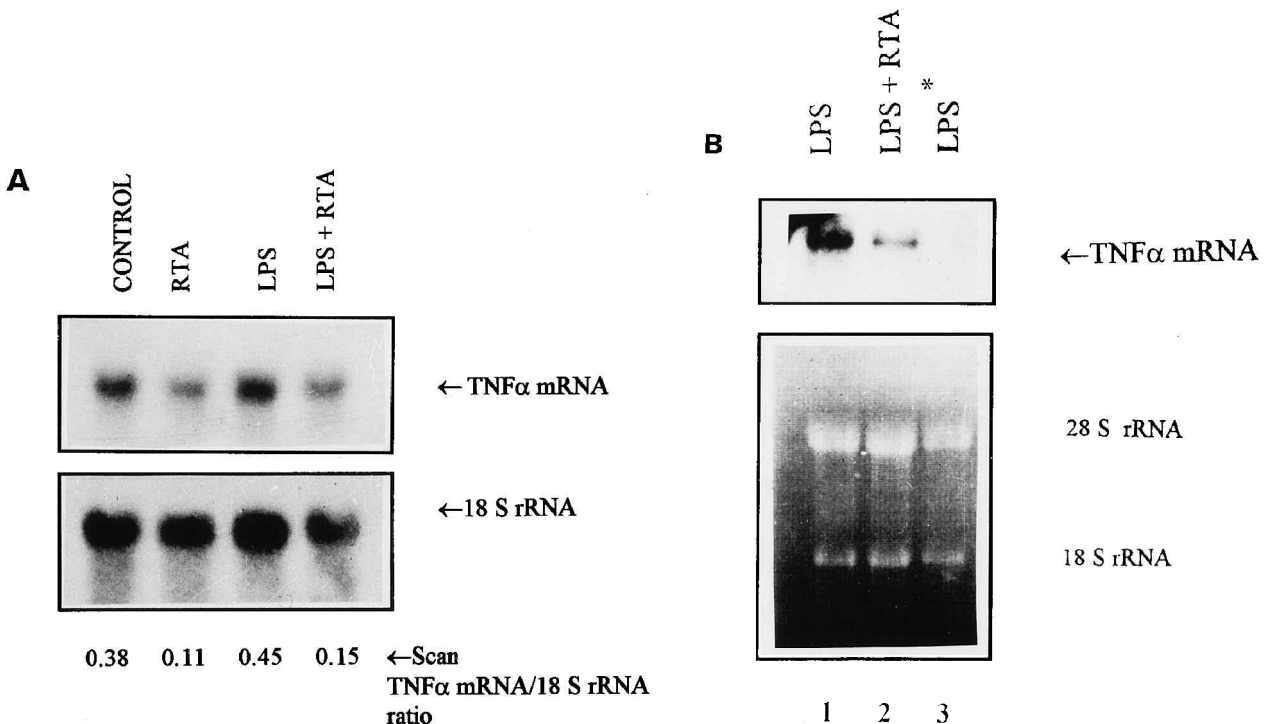 A
CONTROL
RTA
LPS
LPS + RTA
←TNFα mRNA
←18 S rRNA
0.38 0.11 0.45 0.15 ←Scan
TNFα mRNA/18 S rRNA
ratio
B
LPS
LPS + RTA
*
LPS
←TNFα mRNA
28 S rRNA
18 S rRNA
1 2 3